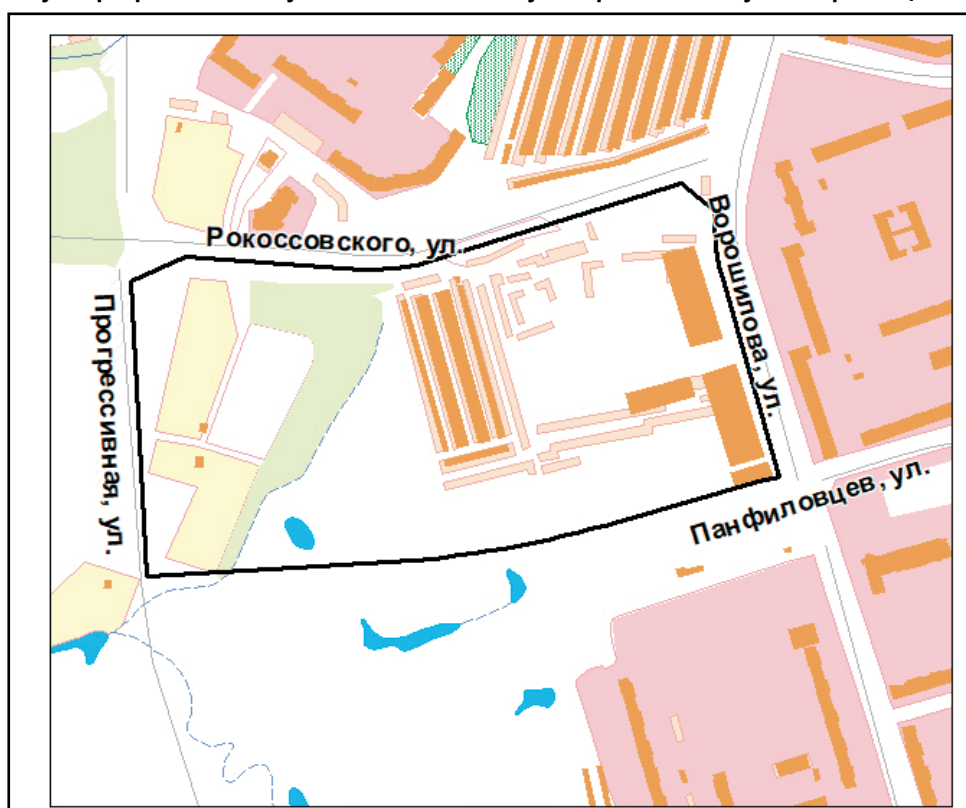 Рокоссовского, ул.
Ворошилова, ул.
Прогрессивная, ул.
Панфиловцев, ул.